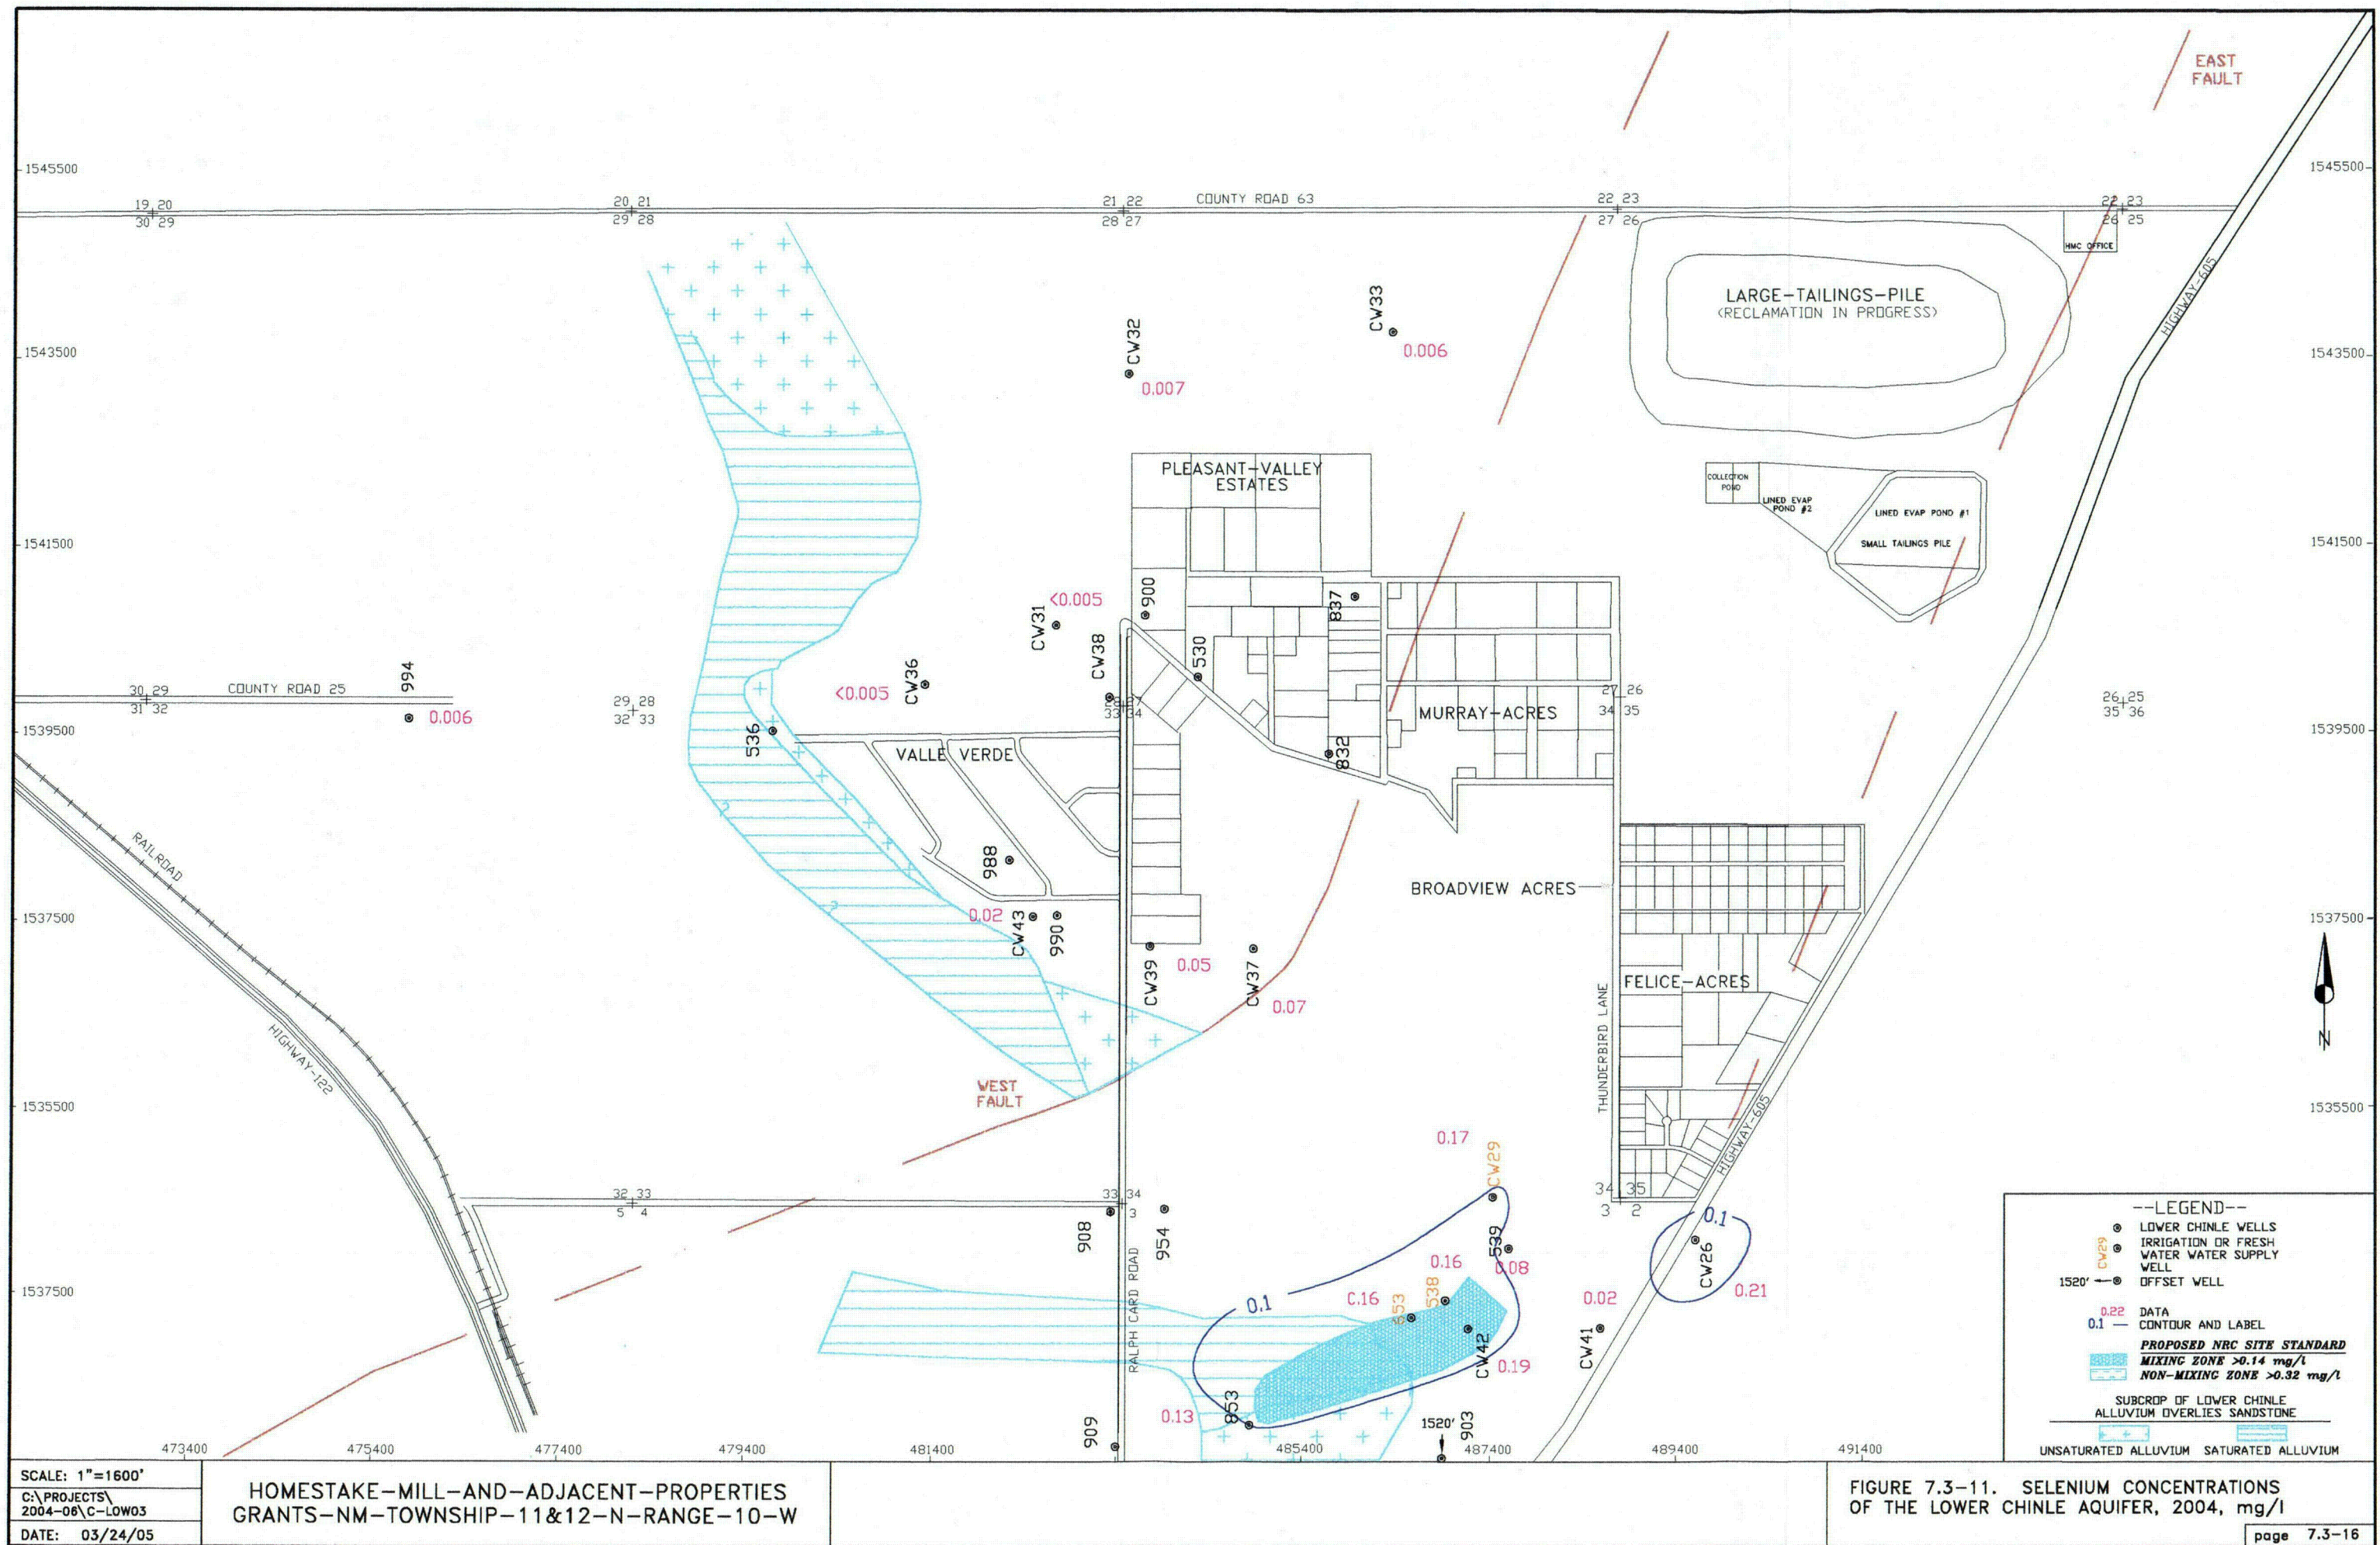 EAST
FAULT
1545500
1545500
19 20
30 29
20 21
29 28
21 22
28 27
COUNTY ROAD 63
22 23
27 26
22 23
26 25
HMC OFFICE
HIGHWAY-605
LARGE-TAILINGS-PILE
(RECLAMATION IN PROGRESS)
CW33
0.006
CW32
0.007
1543500
1543500
PLEASANT-VALLEY
ESTATES
COLLECTION
POND
LINED EVAP
POND #2
LINED EVAP POND #1
SMALL TAILINGS PILE
1541500
1541500
<0.005
CW31
900
837
CW38
530
994
0.006
30 29
31 32
COUNTY ROAD 25
29 28
32 33
<0.005
CW36
28 27
33 34
27 26
34 35
26 25
35 36
MURRAY-ACRES
1539500
1539500
536
VALLE VERDE
832
RAILROAD
?
988
BROADVIEW ACRES
?
1537500
1537500
0.02
CW43
990
CW39
0.05
CW37
0.07
FELICE-ACRES
THUNDERBIRD LANE
HIGHWAY-122
WEST
FAULT
1535500
1535500
HIGHWAY-605
0.17
CW29
32 33
5 4
33 34
3
34 35
3 2
908
954
RALPH CARD ROAD
539
0.08
0.16
538
0.1
CW26
0.21
1537500
0.1
0.16
553
CW42
0.19
0.02
CW41
0.13
853
909
1520'
903
473400
475400
477400
479400
481400
485400
487400
489400
491400
N
--LEGEND--
LOWER CHINLE WELLS
CW29
IRRIGATION OR FRESH
WATER WATER SUPPLY
WELL
1520'
OFFSET WELL
0.22 DATA
0.1 — CONTOUR AND LABEL
PROPOSED NRC SITE STANDARD
MIXING ZONE >0.14 mg/l
NON-MIXING ZONE >0.32 mg/l
SUBCROP OF LOWER CHINLE
ALLUVIUM OVERLIES SANDSTONE
UNSATURATED ALLUVIUM SATURATED ALLUVIUM
SCALE: 1"=1600'
C:\PROJECTS\
2004-06\C-LOW03
DATE: 03/24/05
HOMESTAKE-MILL-AND-ADJACENT-PROPERTIES
GRANTS-NM-TOWNSHIP-11&12-N-RANGE-10-W
FIGURE 7.3-11. SELENIUM CONCENTRATIONS
OF THE LOWER CHINLE AQUIFER, 2004, mg/l
page 7.3-16